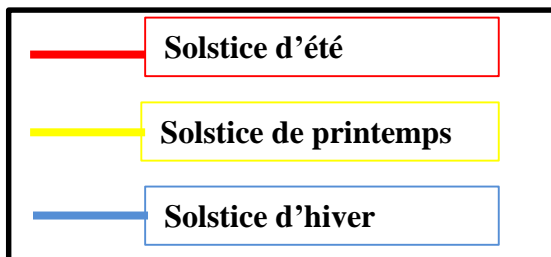 Solstice d’été
Solstice de printemps
Solstice d’hiver